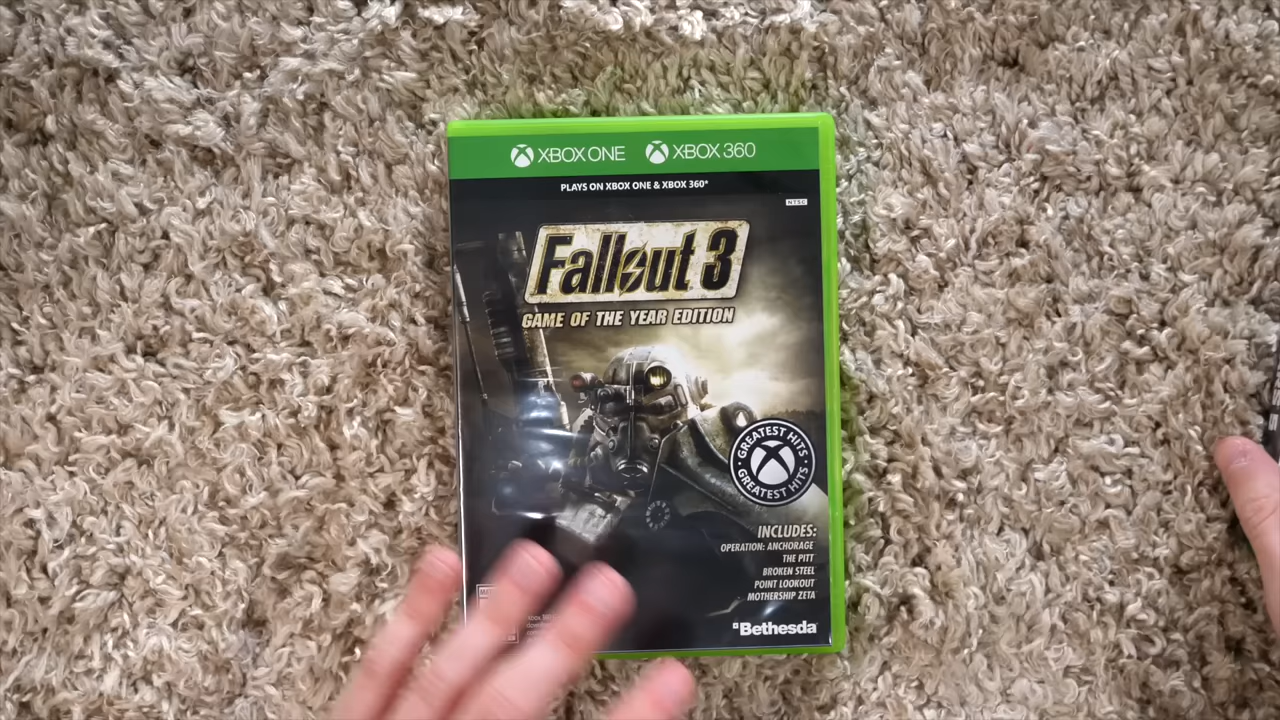 XBOX ONE XBOX 360
PLAYS ON XBOX ONE & XBOX 360*
NTSC
Fallout 3
GAME OF THE YEAR EDITION
GREATEST HITS
GREATEST HITS
INCLUDES:
OPERATION: ANCHORAGE
THE PITT
BROKEN STEEL
POINT LOOKOUT
MOTHERSHIP ZETA
Bethesda